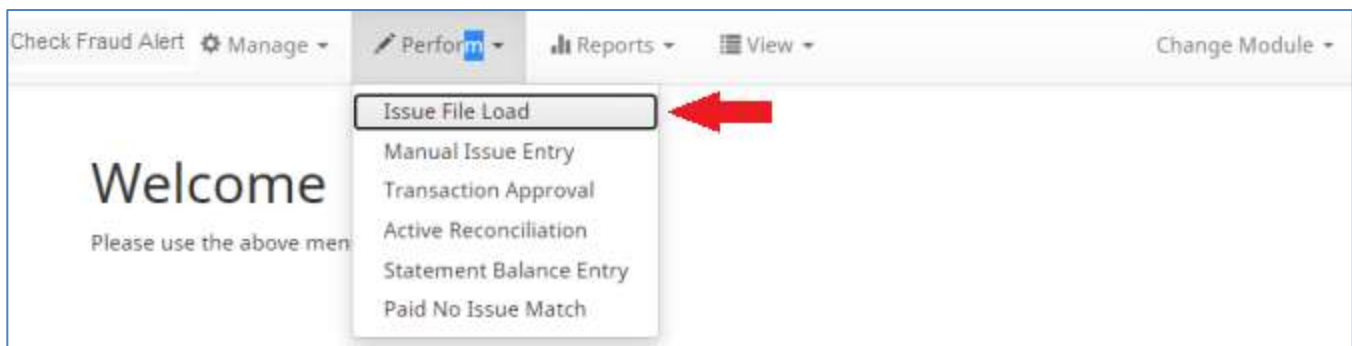 Check Fraud Alert Manage Perform Reports View Change Module
Issue File Load
Manual Issue Entry
Transaction Approval
Active Reconciliation
Statement Balance Entry
Paid No Issue Match
Welcome
Please use the above men